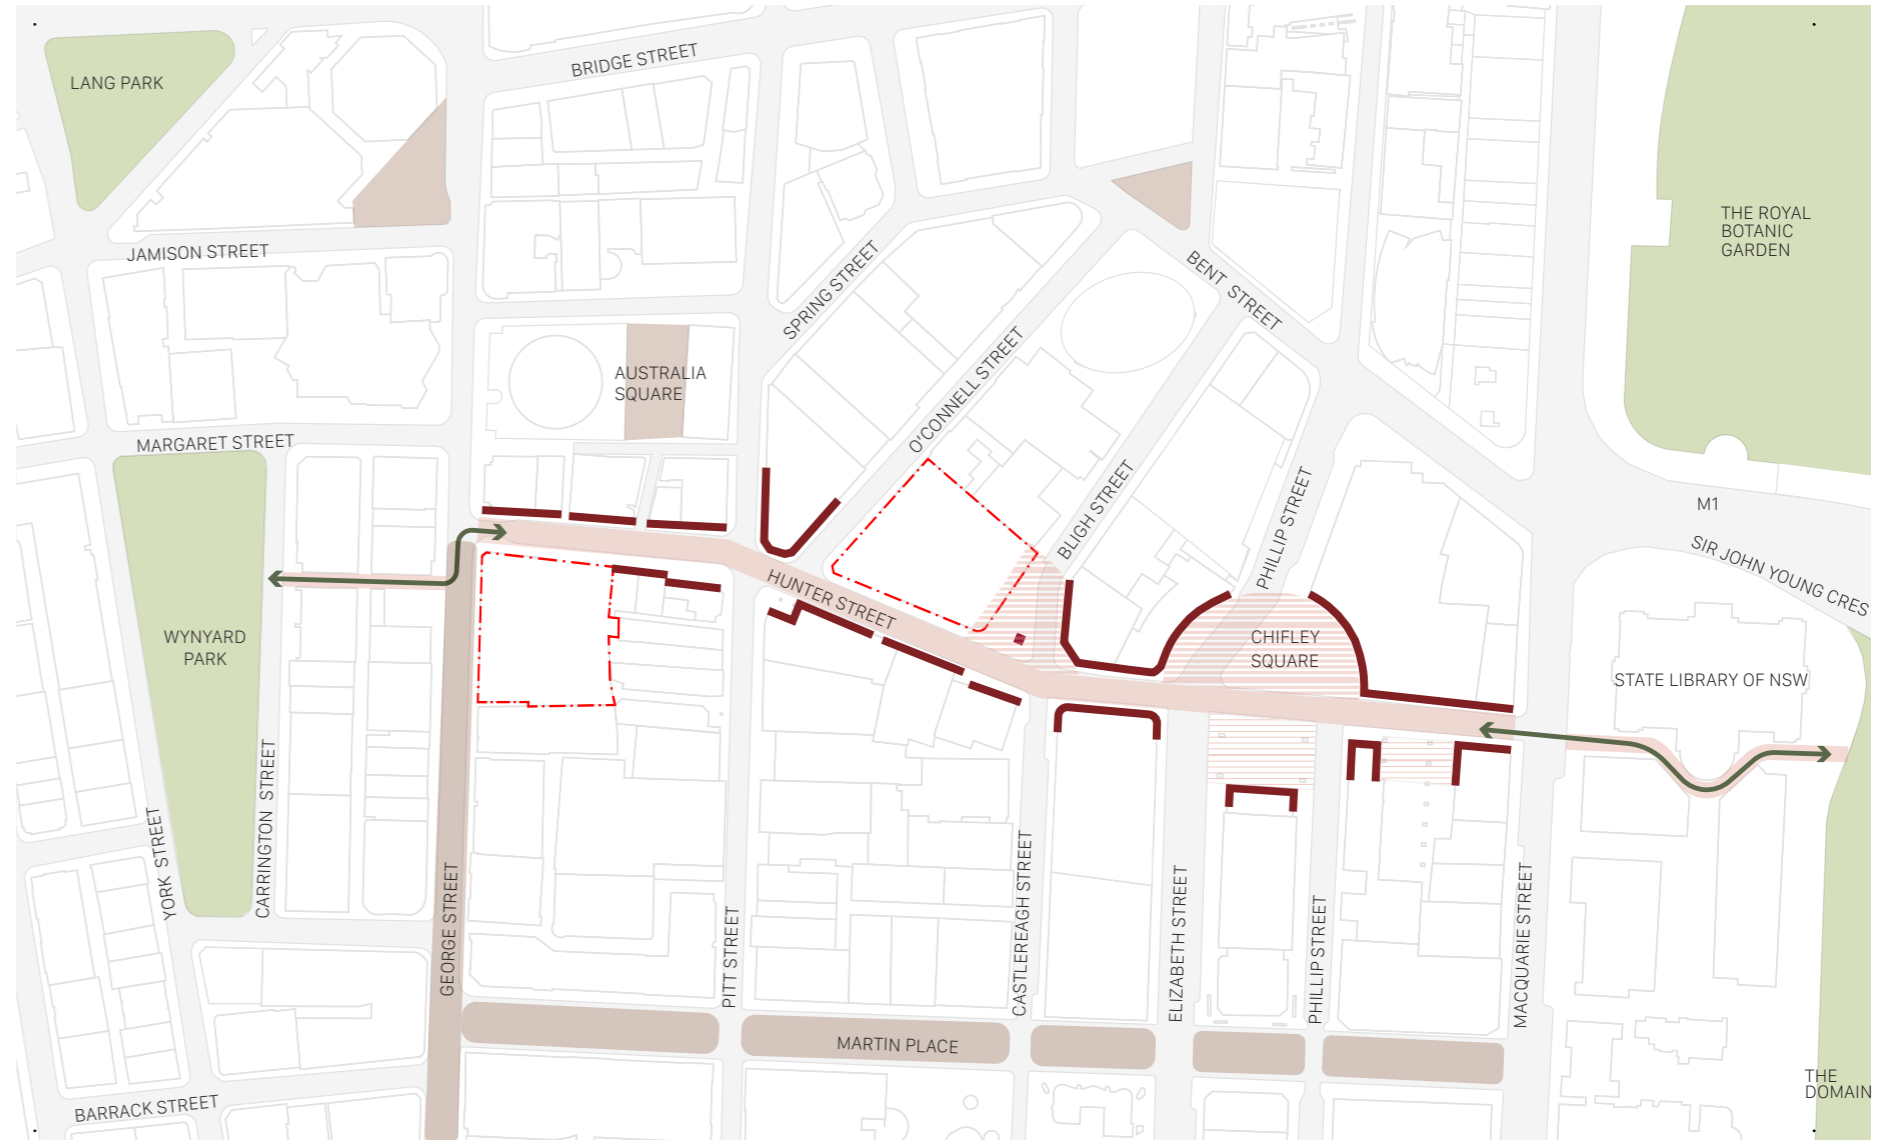 BRIDGE STREET
LANG PARK
THE ROYAL
BOTANIC
GARDEN
JAMISON STREET
SPRING STREET
BENT STREET
AUSTRALIA
SQUARE
O'CONNELL STREET
MARGARET STREET
BLIGH STREET
PHILLIP STREET
M1
SIR JOHN YOUNG CRES
HUNTER STREET
WYNYARD
PARK
CHIFLEY
SQUARE
STATE LIBRARY OF NSW
YORK STREET
CARRINGTON STREET
GEORGE STREET
PITT STREET
CASTLEREAGH STREET
ELIZABETH STREET
PHILLIP STREET
MACQUARIE STREET
MARTIN PLACE
THE
DOMAIN
BARRACK STREET